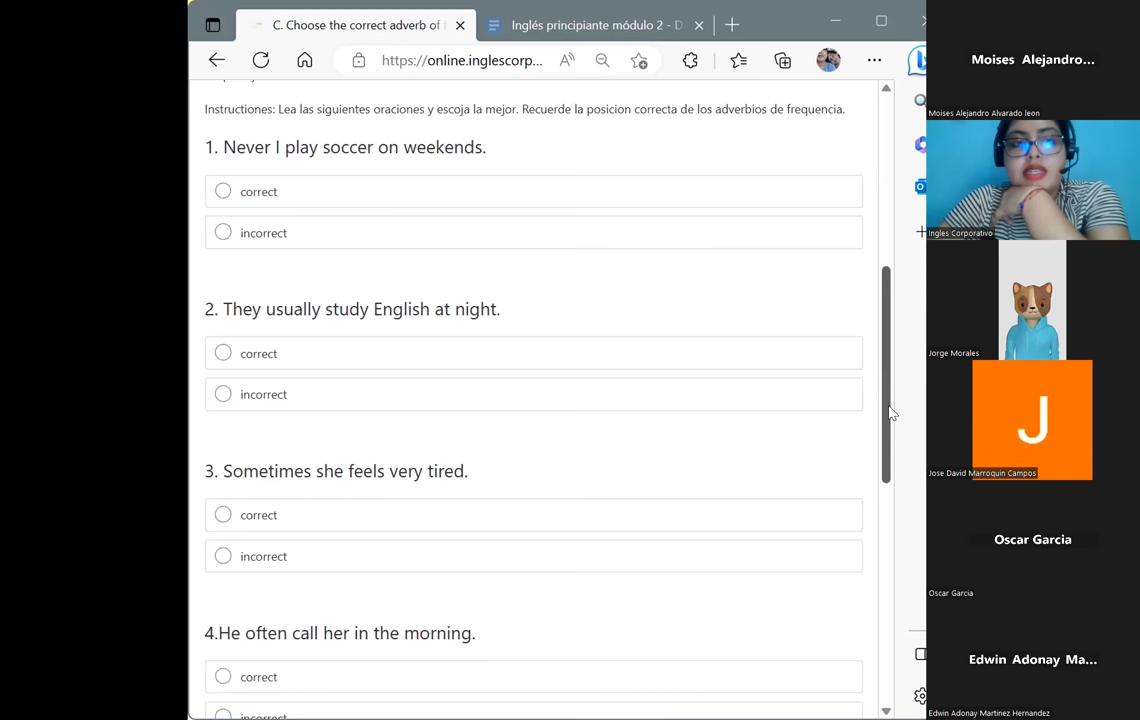 C. Choose the correct adverb of f
Inglés principiante módulo 2 - D
https://online.inglescorp...
Instructiones: Lea las siguientes oraciones y escoja la mejor. Recuerde la posicion correcta de los adverbios de frequencia.
1. Never I play soccer on weekends.
correct
incorrect
2. They usually study English at night.
correct
incorrect
3. Sometimes she feels very tired.
correct
incorrect
4.He often call her in the morning.
correct
incorrect
Moises Alejandro...
Moises Alejandro Alvarado leon
Ingles Corporativo
Jorge Morales
J
Jose David Marroquin Campos
Oscar Garcia
Oscar Garcia
Edwin Adonay Ma...
Edwin Adonay Martinez Hernandez